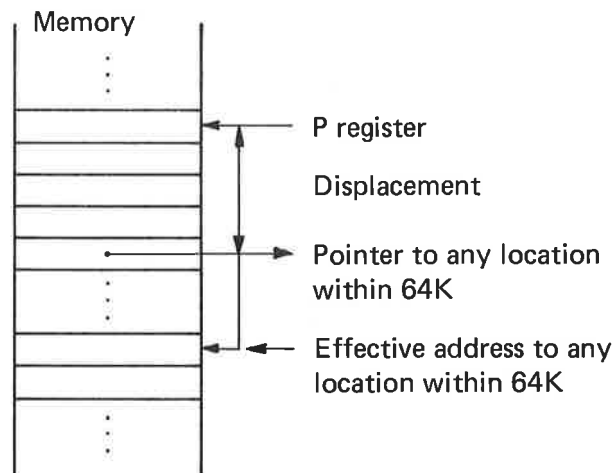 Memory
P register
Displacement
Pointer to any location
within 64K
Effective address to any
location within 64K